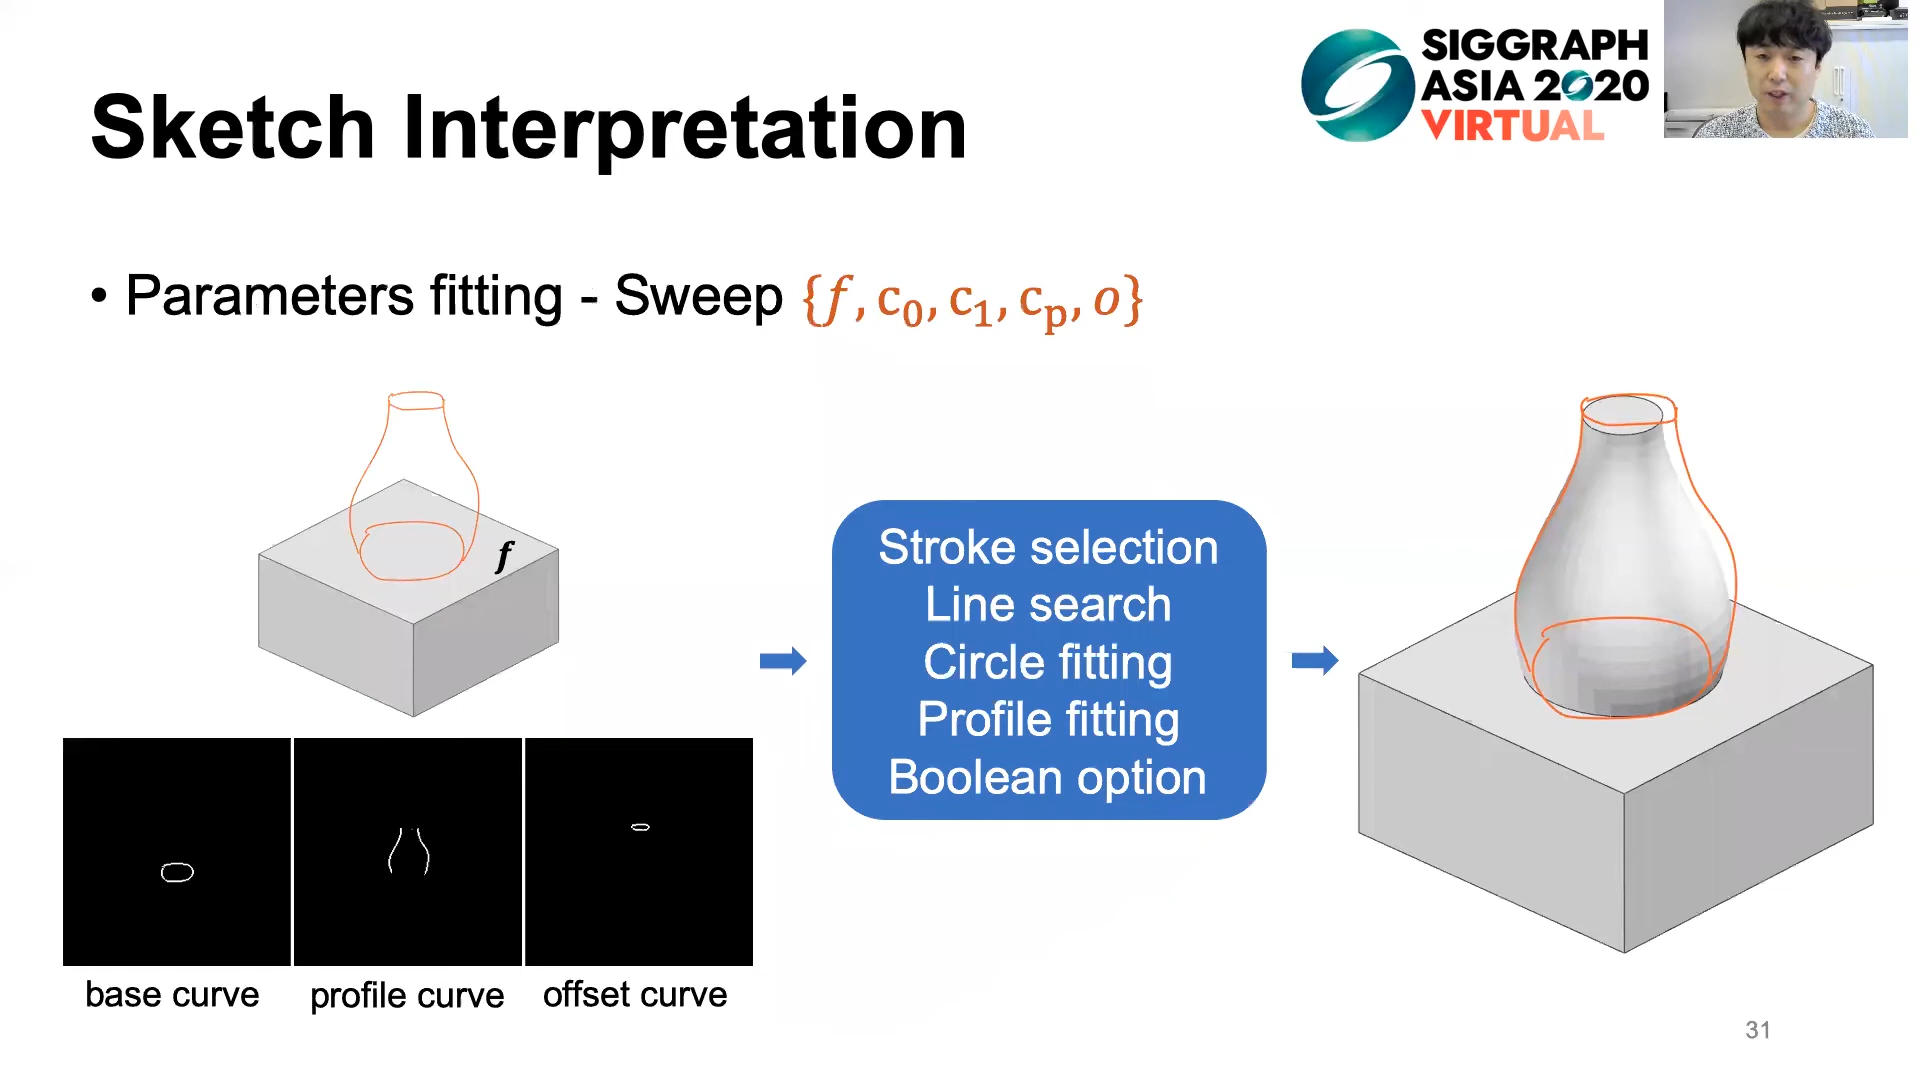 SIGGRAPH
ASIA 2020
VIRTUAL
Sketch Interpretation
• Parameters fitting - Sweep {f, c₀, c₁, cₚ, o}
f
Stroke selection
Line search
Circle fitting
Profile fitting
Boolean option
base curve
profile curve
offset curve
31